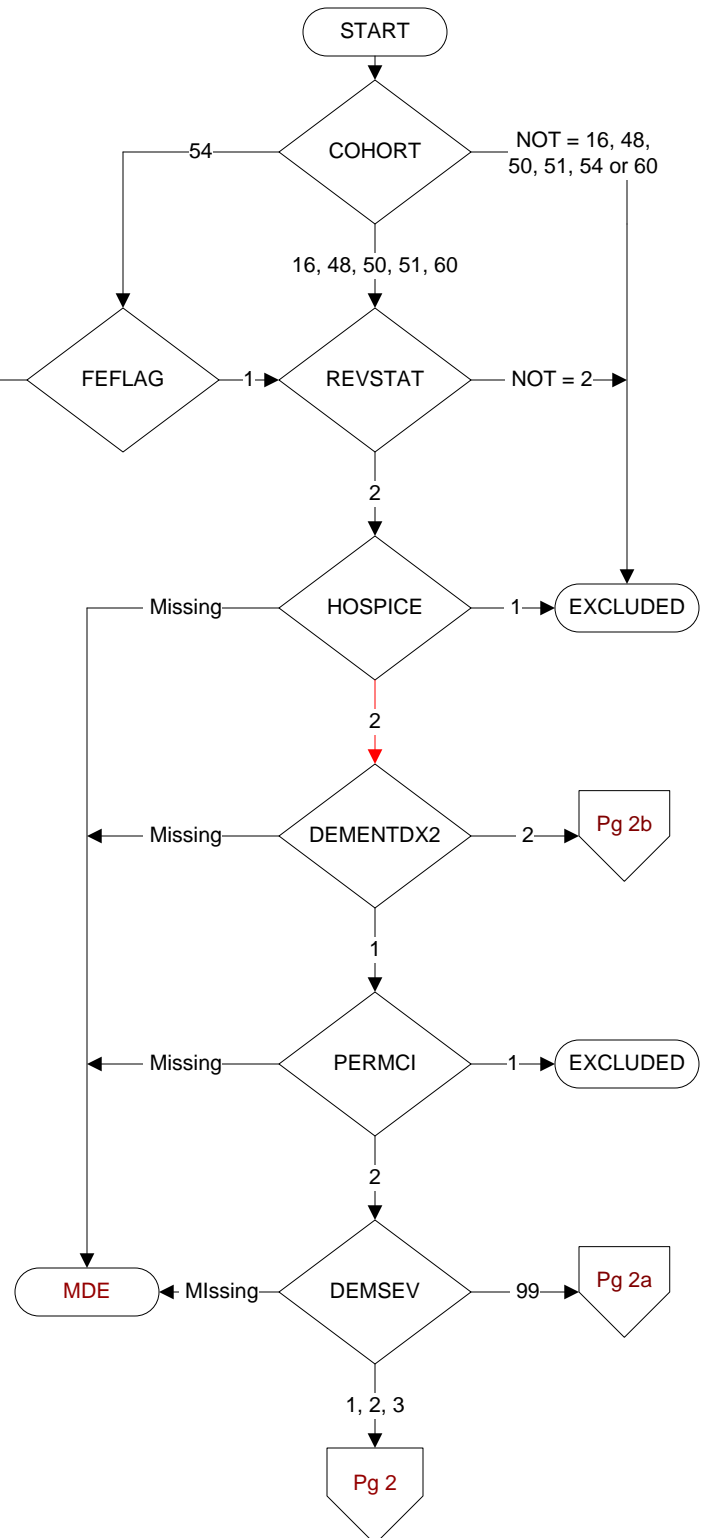 START
COHORT
54
NOT = 16, 48,
50, 51, 54 or 60
16, 48, 50, 51, 60
FEFLAG
1
REVSTAT
NOT = 2
2
Missing
HOSPICE
1
EXCLUDED
2
Missing
DEMENTDX2
2
Pg 2b
1
Missing
PERMCI
1
EXCLUDED
2
MDE
MIssing
DEMSEV
99
Pg 2a
1, 2, 3
Pg 2